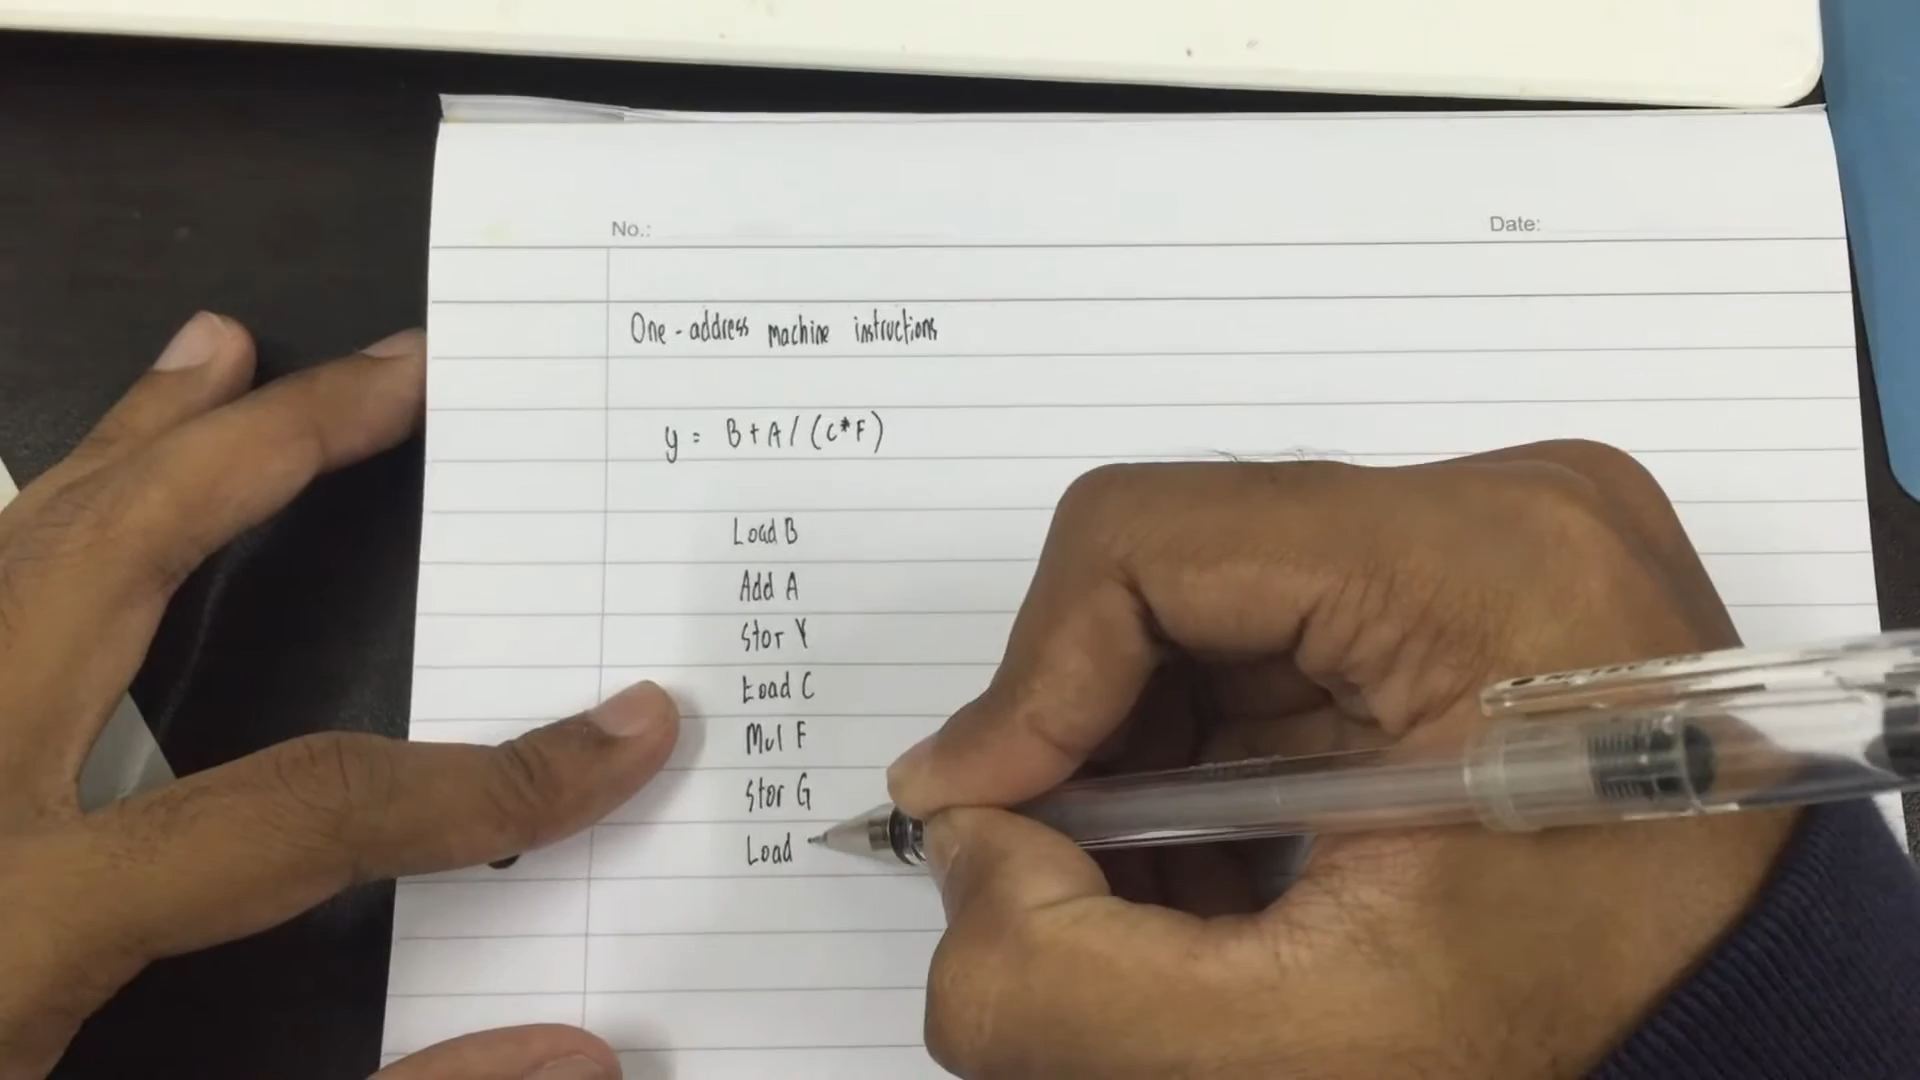 No.:
Date:
One-address machine instructions
y = B+A/(C*F)
Load B
Add A
Stor Y
Load C
Mul F
Stor G
Load